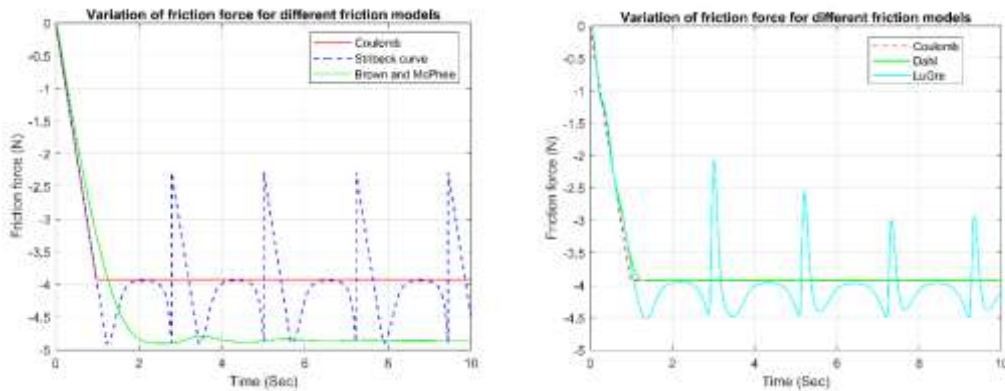 Variation of friction force for different friction models
Friction force (N)
0
-0.5
-1
-1.5
-2
-2.5
-3
-3.5
-4
-4.5
-5
Coulomb
Stribeck curve
Brown and McPhee
0
2
4
6
8
10
Time (Sec)
Variation of friction force for different friction models
Friction force (N)
0
-0.5
-1
-1.5
-2
-2.5
-3
-3.5
-4
-4.5
-5
Coulomb
Dahl
LuGre
0
2
4
6
8
10
Time (Sec)